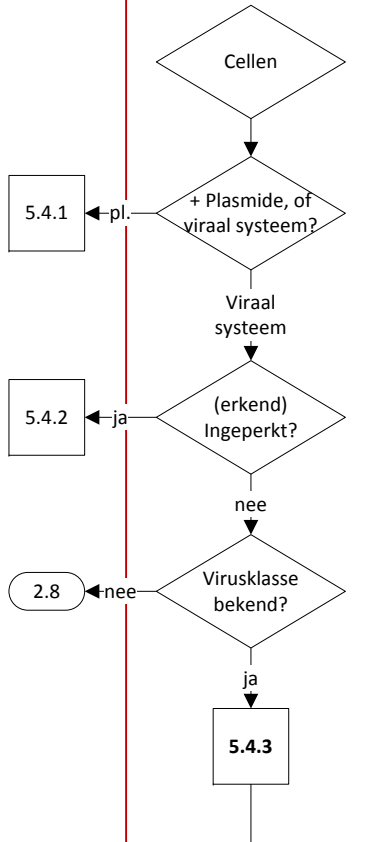 Cellen
+ Plasmide, of
viraal systeem?
pl.
5.4.1
Viraal
systeem
(erkend)
Ingeperkt?
ja
5.4.2
nee
Virusklasse
bekend?
nee
2.8
ja
5.4.3